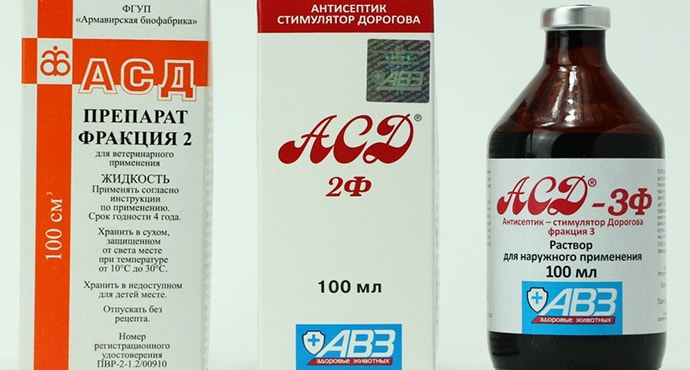 ФГУП
«Армавирская биофабрика»
АСД
ПРЕПАРАТ
ФРАКЦИЯ 2
для ветеринарного
применения
ЖИДКОСТЬ
Применять согласно
инструкции
по применению.
Срок годности 4 года.
Хранить в сухом,
защищенном
от света месте
при температуре
от 10°С до 30°С.
Хранить в недоступном
для детей месте.
Отпускать без
рецепта.
Номер
регистрационного
удостоверения
ПВР-2-1.2/00910
100 см³
АНТИСЕПТИК
СТИМУЛЯТОР ДОРОГОВА
АВЗ
АСД®
2Ф
100 мл
АВЗ
здоровье животных
АСД®-3Ф
Антисептик – стимулятор Дорогова
фракция 3
Раствор
для наружного применения
100 мл
АВЗ
здоровье животных